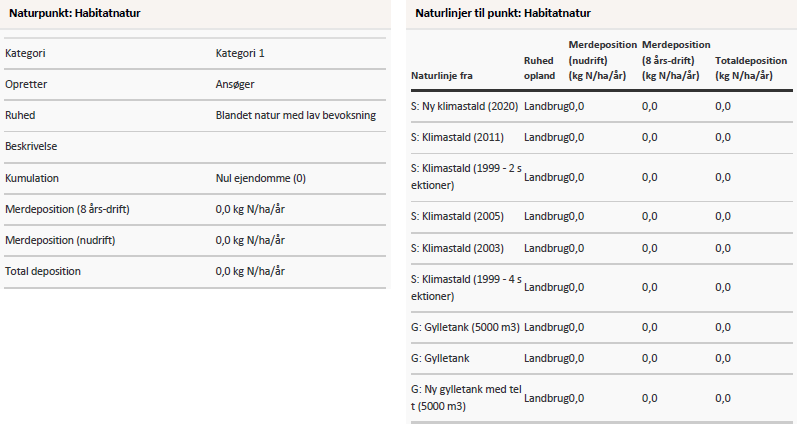 Naturpunkt: Habitatnatur
Kategori Kategori 1
Opretter Ansøger
Ruhed Blandet natur med lav bevoksning
Beskrivelse
Kumulation Nul ejendomme (0)
Merdeposition (8 års-drift) 0,0 kg N/ha/år
Merdeposition (nudrift) 0,0 kg N/ha/år
Total deposition 0,0 kg N/ha/år
Naturlinjer til punkt: Habitatnatur
Merdeposition Merdeposition
Ruhed (nudrift) (8 års-drift) Totaldeposition
Naturlinje fra opland (kg N/ha/år) (kg N/ha/år) (kg N/ha/år)
S: Ny klimastald (2020) Landbrug 0,0 0,0 0,0
S: Klimastald (2011) Landbrug 0,0 0,0 0,0
S: Klimastald (1999 - 2 s
ektioner) Landbrug 0,0 0,0 0,0
S: Klimastald (2005) Landbrug 0,0 0,0 0,0
S: Klimastald (2003) Landbrug 0,0 0,0 0,0
S: Klimastald (1999 - 4 s
ektioner) Landbrug 0,0 0,0 0,0
G: Gylletank (5000 m3) Landbrug 0,0 0,0 0,0
G: Gylletank Landbrug 0,0 0,0 0,0
G: Ny gylletank med tel
t (5000 m3) Landbrug 0,0 0,0 0,0